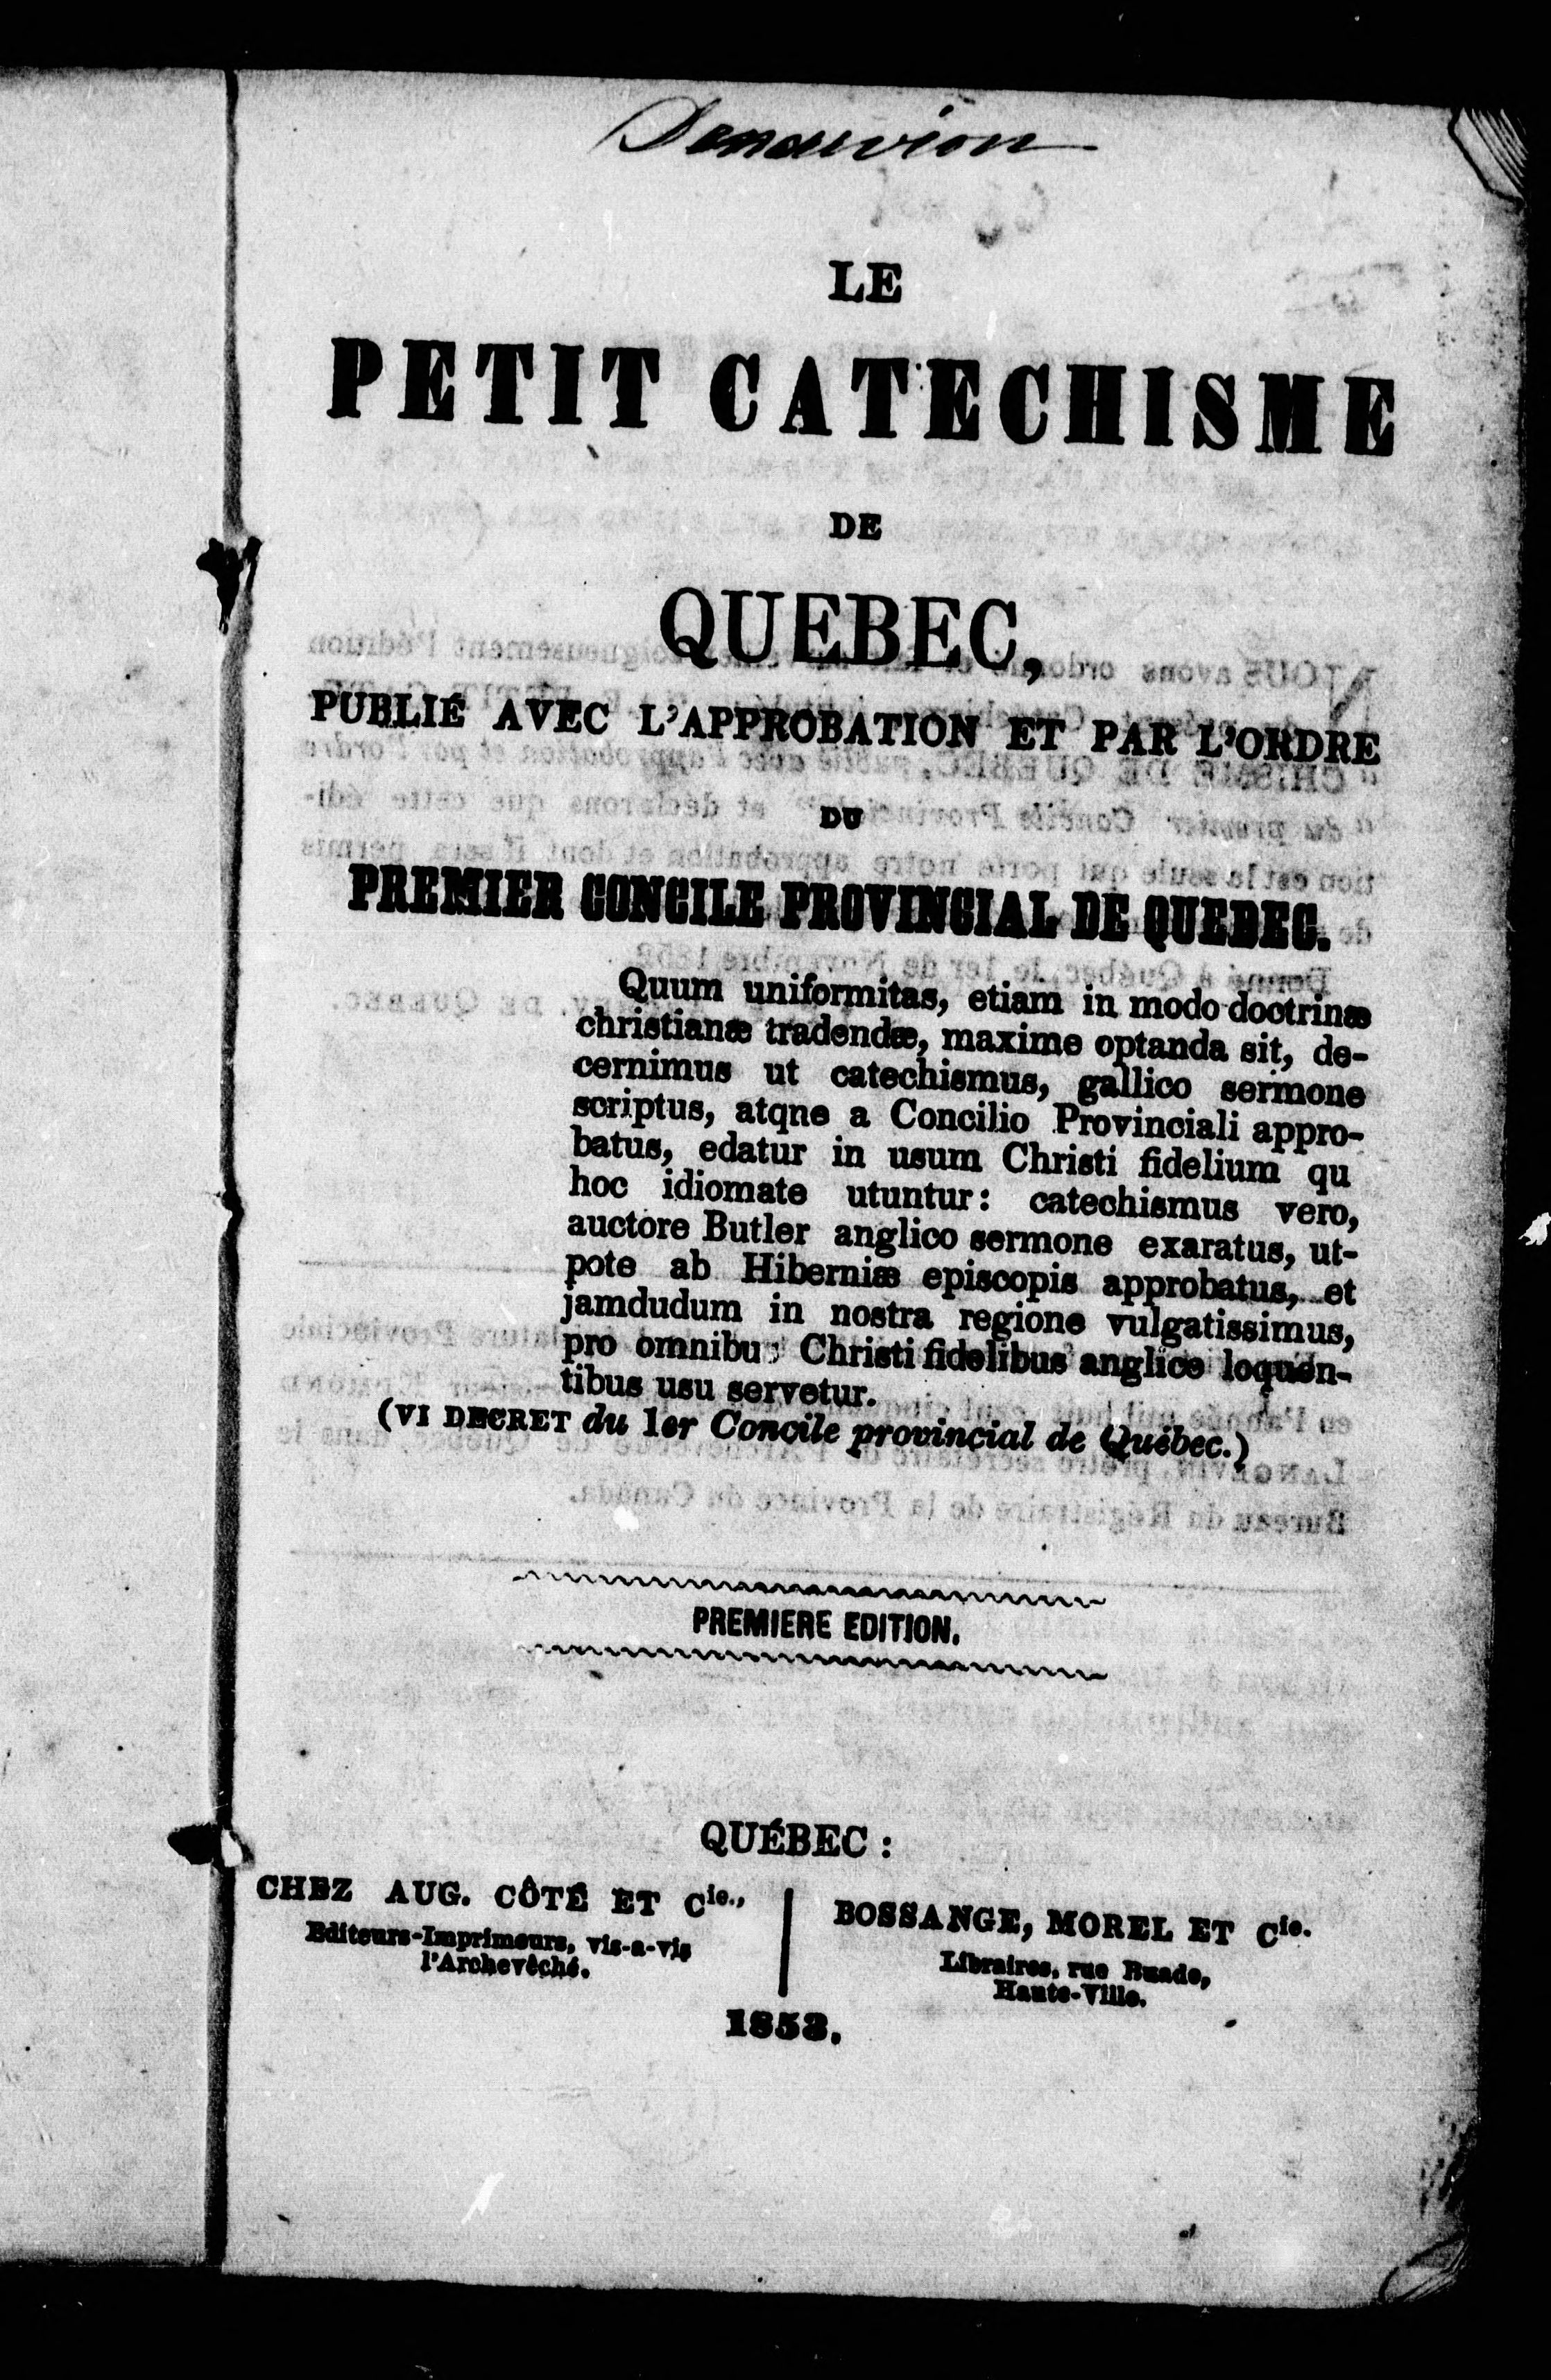 LE
PETIT CATECHISME
DE
QUEBEC,
PUBLIÉ AVEC L'APPROBATION ET PAR L'ORDRE
DU
PREMIER CONCILE PROVINCIAL DE QUEBEC.
Quum uniformitas, etiam in modo doctrinæ
christianæ tradendæ, maxime optanda sit, de-
cernimus ut catechismus, gallico sermone
scriptus, atqne a Concilio Provinciali appro-
batus, edatur in usum Christi fidelium qu
hoc idiomate utuntur: catechismus vero,
auctore Butler anglico sermone exaratus, ut-
pote ab Hiberniæ episcopis approbatus, et
jamdudum in nostra regione vulgatissimus,
pro omnibus Christi fidelibus anglice loquen-
tibus usu servetur.
(VI DECRET du 1er Concile provincial de Québec.)
PREMIERE EDITION.
QUÉBEC :
CHEZ AUG. CÔTÉ ET Cie.,
Editeurs-Imprimeurs, vis-a-vis
l'Archevêché.
BOSSANGE, MOREL ET Cie.
Libraires, rue Buade,
Haute-Ville.
1853.